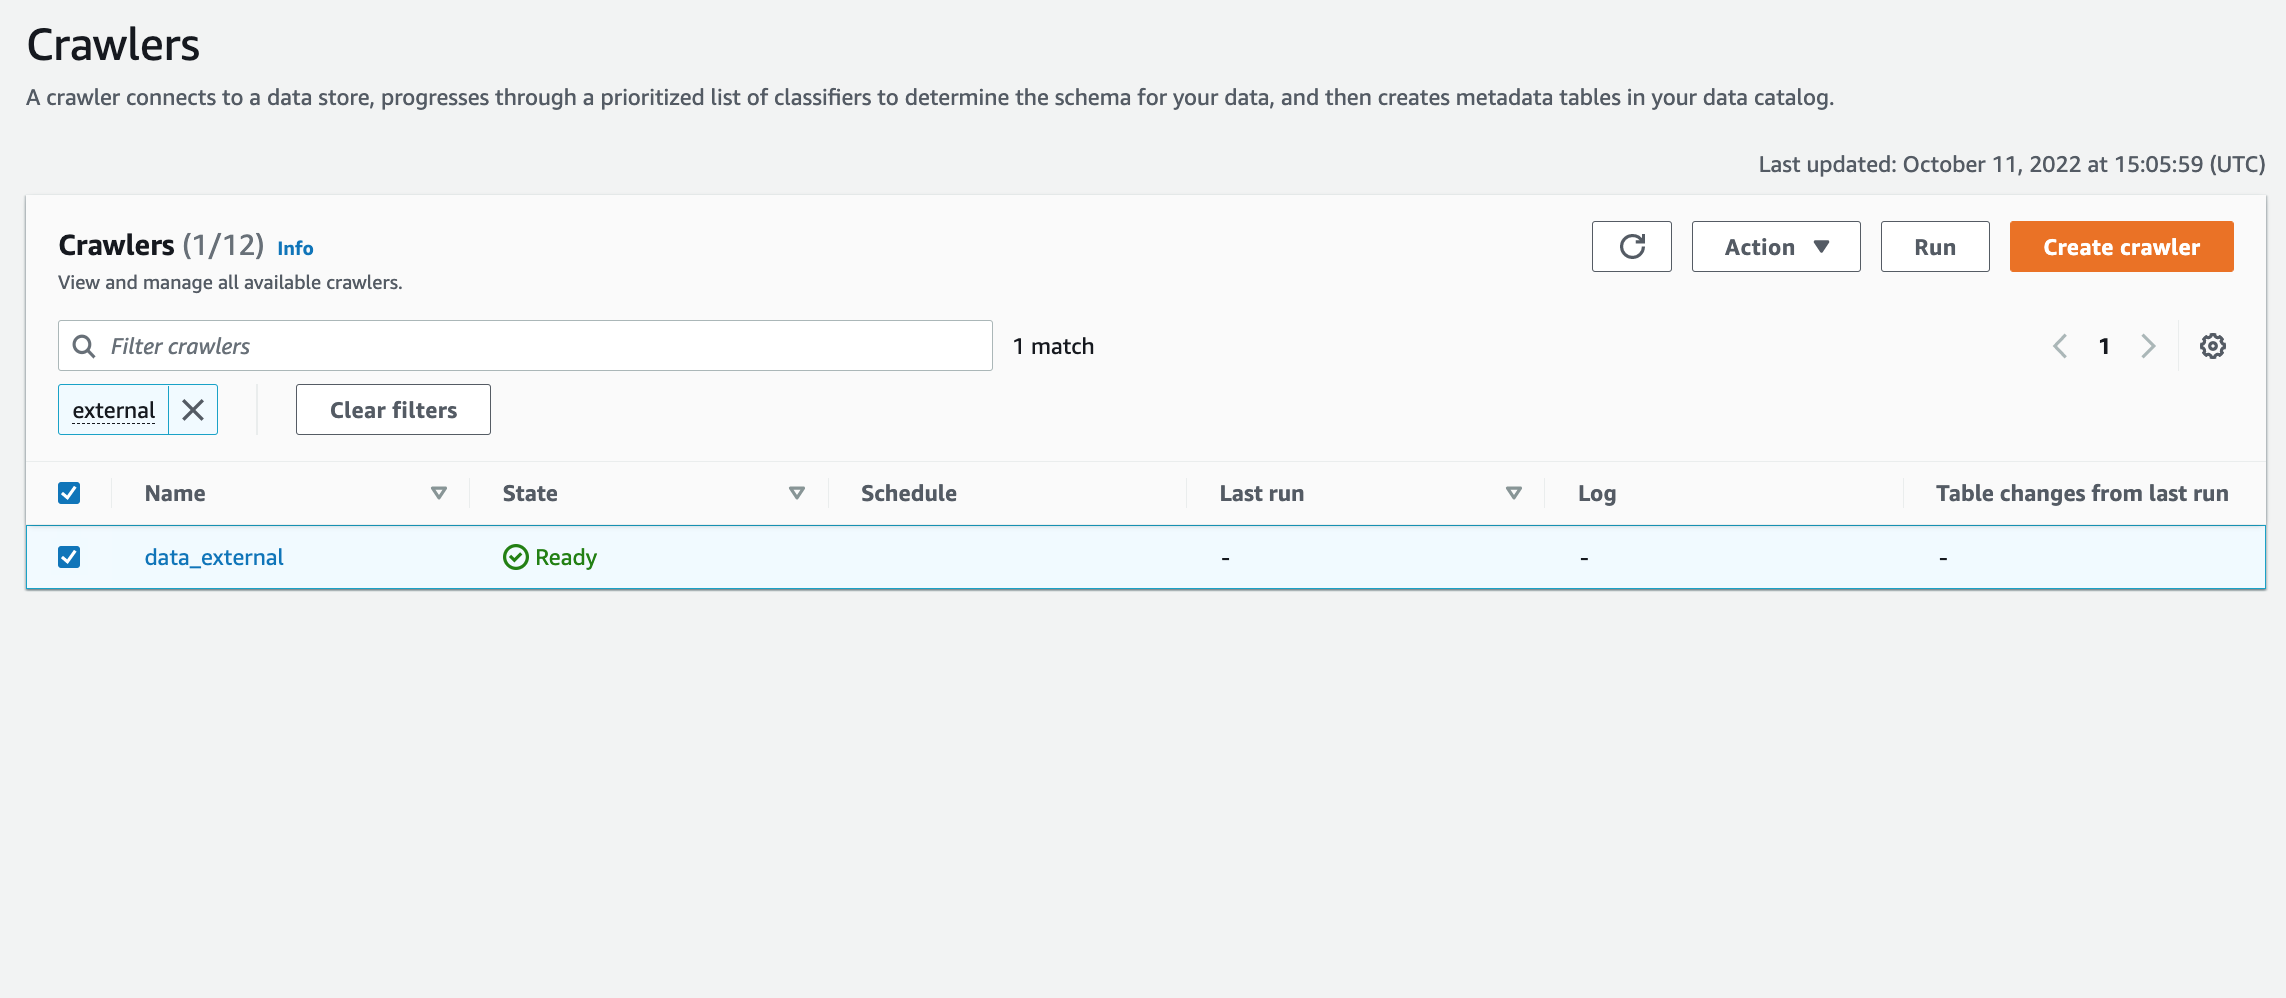 Crawlers
A crawler connects to a data store, progresses through a prioritized list of classifiers to determine the schema for your data, and then creates metadata tables in your data catalog.
Last updated: October 11, 2022 at 15:05:59 (UTC)
Crawlers (1/12) Info
Action Run Create crawler
View and manage all available crawlers.
Filter crawlers 1 match 1
external Clear filters
Name State Schedule Last run Log Table changes from last run
data_external Ready - - -